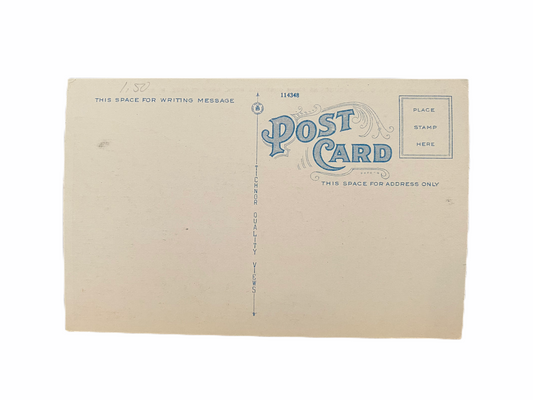 1.50
THIS SPACE FOR WRITING MESSAGE
114348
POST
CARD
PLACE
STAMP
HERE
THIS SPACE FOR ADDRESS ONLY
TICHNOR QUALITY VIEWS